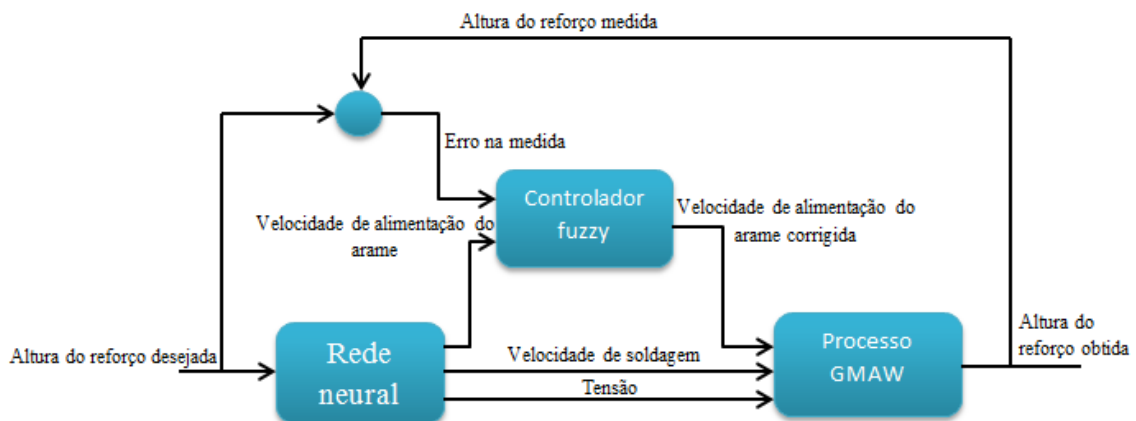 Altura do reforço medida
Erro na medida
Controlador
fuzzy
Velocidade de alimentação do
arame
Velocidade de alimentação do
arame corrigida
Altura do reforço desejada
Rede
neural
Velocidade de soldagem
Tensão
Processo
GMAW
Altura do
reforço obtida